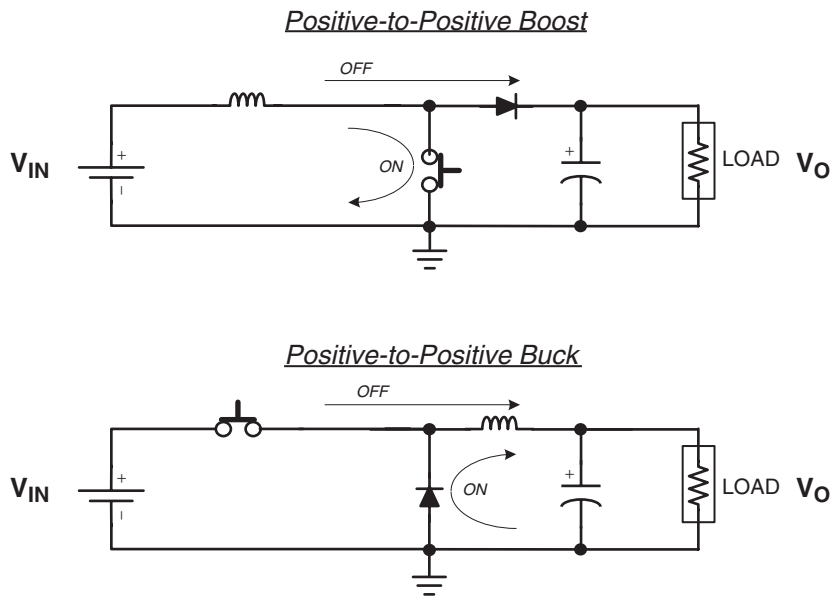 Positive-to-Positive Boost
OFF
VIN
+
–
ON
+
LOAD
VO
Positive-to-Positive Buck
OFF
VIN
+
–
ON
+
LOAD
VO